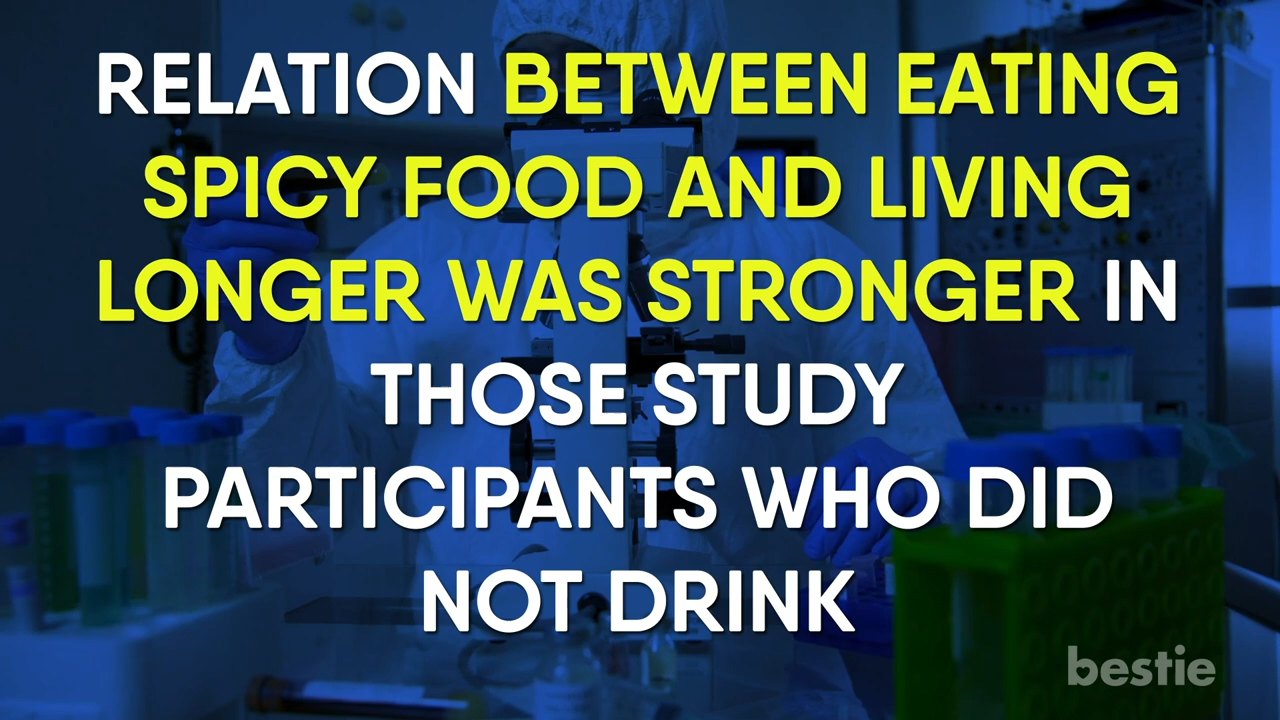 RELATION BETWEEN EATING
SPICY FOOD AND LIVING
LONGER WAS STRONGER IN
THOSE STUDY
PARTICIPANTS WHO DID
NOT DRINK
bestie